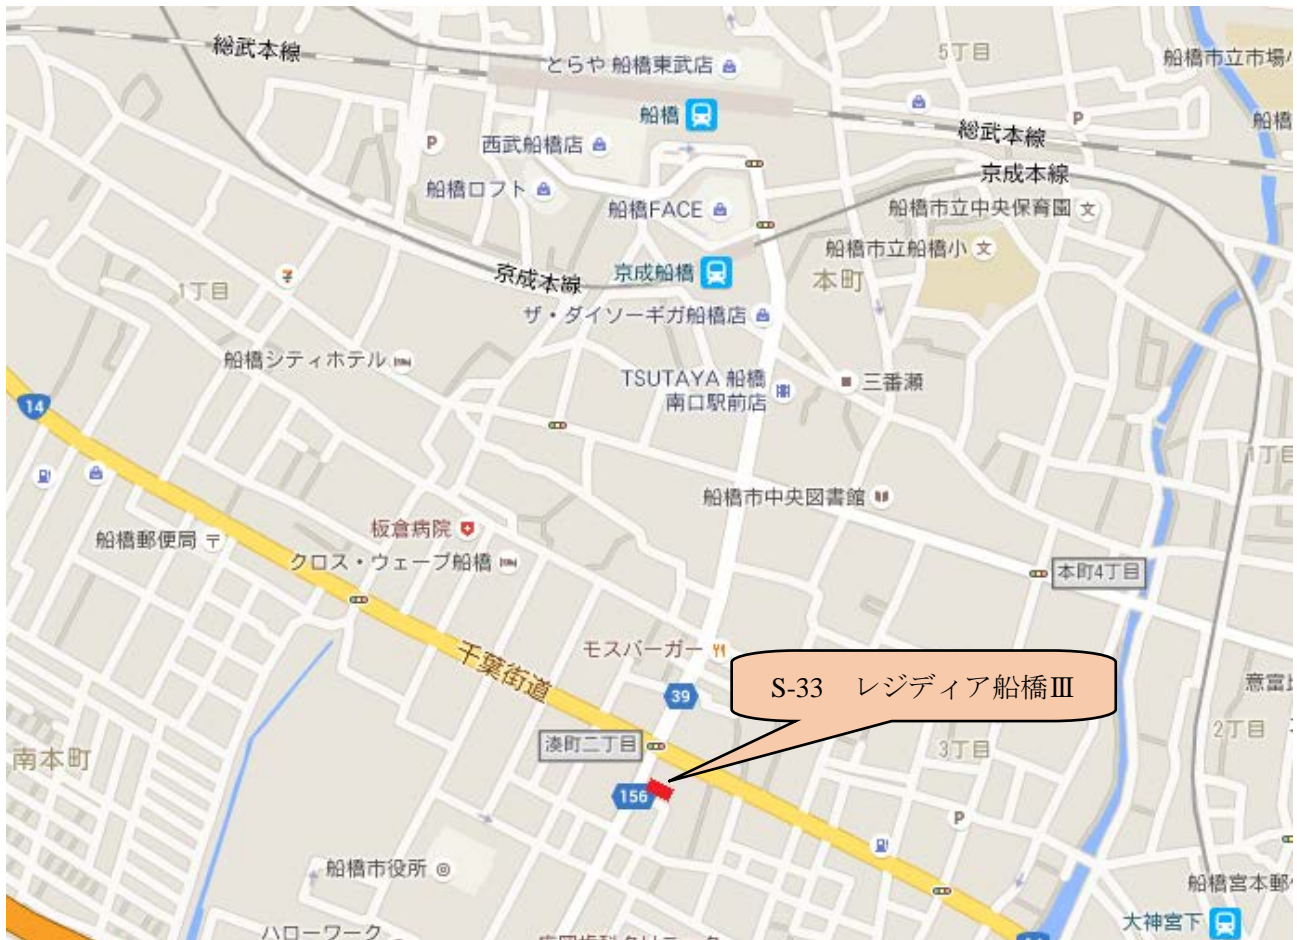 総武本線
とらや 船橋東武店
5丁目
船橋市立市場小
船橋
P
総武本線
船橋
P
西武船橋店
京成本線
船橋ロフト
船橋FACE
船橋市立中央保育園
文
船橋市立船橋小
文
京成本線
京成船橋
本町
1丁目
ザ・ダイソーギガ船橋店
船橋シティホテル
TSUTAYA 船橋
南口駅前店
三番瀬
14
1丁目
船橋市中央図書館
板倉病院
船橋郵便局
クロス・ウェーブ船橋
本町4丁目
モスバーガー
千葉街道
S-33 レジディア船橋Ⅲ
39
意富比
2丁目
湊町二丁目
3丁目
南本町
156
P
船橋市役所
船橋宮本郵便
大神宮下
ハローワーク